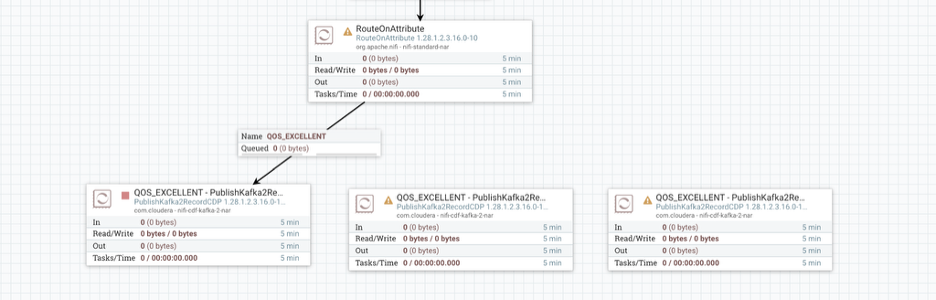 RouteOnAttribute
RouteOnAttribute 1.28.1.2.3.16.0-10
org.apache.nifi - nifi-standard-nar
In 0 (0 bytes) 5 min
Read/Write 0 bytes / 0 bytes 5 min
Out 0 (0 bytes) 5 min
Tasks/Time 0 / 00:00:00.000 5 min
Name QOS_EXCELLENT
Queued 0 (0 bytes)
QOS_EXCELLENT - PublishKafka2Re...
PublishKafka2RecordCDP 1.28.1.2.3.16.0-1...
com.cloudera - nifi-cdf-kafka-2-nar
In 0 (0 bytes) 5 min
Read/Write 0 bytes / 0 bytes 5 min
Out 0 (0 bytes) 5 min
Tasks/Time 0 / 00:00:00.000 5 min
QOS_EXCELLENT - PublishKafka2Re...
PublishKafka2RecordCDP 1.28.1.2.3.16.0-1...
com.cloudera - nifi-cdf-kafka-2-nar
In 0 (0 bytes) 5 min
Read/Write 0 bytes / 0 bytes 5 min
Out 0 (0 bytes) 5 min
Tasks/Time 0 / 00:00:00.000 5 min
QOS_EXCELLENT - PublishKafka2Re...
PublishKafka2RecordCDP 1.28.1.2.3.16.0-1...
com.cloudera - nifi-cdf-kafka-2-nar
In 0 (0 bytes) 5 min
Read/Write 0 bytes / 0 bytes 5 min
Out 0 (0 bytes) 5 min
Tasks/Time 0 / 00:00:00.000 5 min